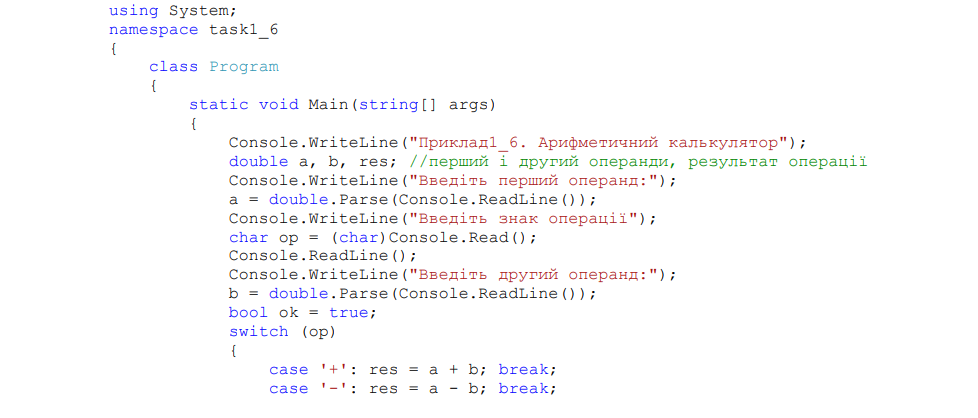 using System;
namespace task1_6
{
class Program
{
static void Main(string[] args)
{
Console.WriteLine("Приклад1_6. Арифметичний калькулятор");
double a, b, res; //перший і другий операнди, результат операції
Console.WriteLine("Введіть перший операнд:");
a = double.Parse(Console.ReadLine());
Console.WriteLine("Введіть знак операції");
char op = (char)Console.Read();
Console.ReadLine();
Console.WriteLine("Введіть другий операнд:");
b = double.Parse(Console.ReadLine());
bool ok = true;
switch (op)
{
case '+': res = a + b; break;
case '-': res = a - b; break;